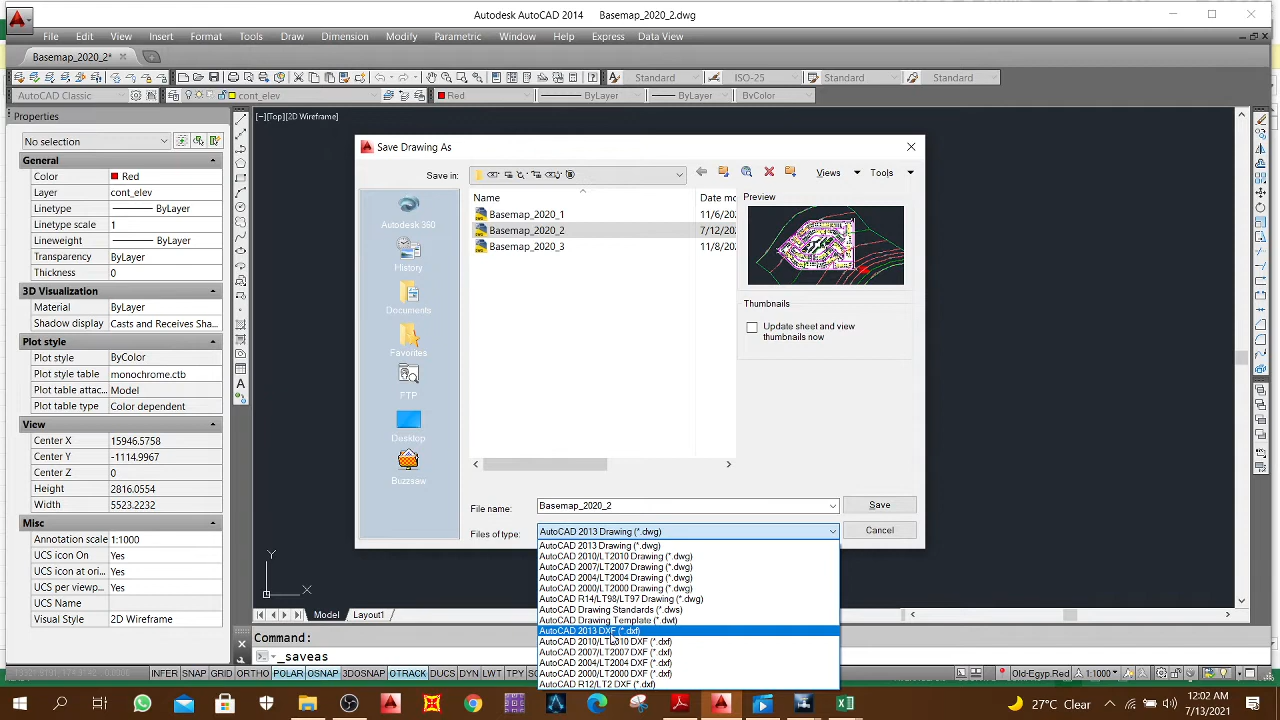 Autodesk AutoCAD 2014 Basemap_2020_2.dwg
File Edit View Insert Format Tools Draw Dimension Modify Parametric Window Help Express Data View
Basemap_2020_2*
Standard ISO-25 Standard Standard
AutoCAD Classic cont_elev Red ByLayer ByLayer ByColor
Properties
[−][Top][2D Wireframe]
No selection
General
Color Red
Layer cont_elev
Linetype ByLayer
Linetype scale 1
Lineweight ByLayer
Transparency ByLayer
Thickness 0
3D Visualization
Material ByLayer
Shadow display Casts and Receives Sha...
Plot style
Plot style ByColor
Plot style table monochrome.ctb
Plot table attac... Model
Plot table type Color dependent
View
Center X 15946.5758
Center Y -1114.9967
Center Z 0
Height 2816.0554
Width 5523.2232
Misc
Annotation scale 1:1000
UCS icon On Yes
UCS icon at ori... Yes
UCS per viewp... Yes
UCS Name
Visual Style 2D Wireframe
Save Drawing As
Save in:
Views Tools
Autodesk 360
History
Documents
Favorites
FTP
Desktop
Buzzsaw
Name Date mo
Basemap_2020_1 11/6/202
Basemap_2020_2 7/12/202
Basemap_2020_3 11/8/202
Preview
Thumbnails
Update sheet and view
thumbnails now
File name: Basemap_2020_2 Save
Files of type: AutoCAD 2013 Drawing (*.dwg) Cancel
AutoCAD 2013 Drawing (*.dwg)
AutoCAD 2010/LT2010 Drawing (*.dwg)
AutoCAD 2007/LT2007 Drawing (*.dwg)
AutoCAD 2004/LT2004 Drawing (*.dwg)
AutoCAD 2000/LT2000 Drawing (*.dwg)
AutoCAD R14/LT98/LT97 Drawing (*.dwg)
AutoCAD Drawing Standards (*.dws)
AutoCAD Drawing Template (*.dwt)
AutoCAD 2013 DXF (*.dxf)
AutoCAD 2010/LT2010 DXF (*.dxf)
AutoCAD 2007/LT2007 DXF (*.dxf)
AutoCAD 2004/LT2004 DXF (*.dxf)
AutoCAD 2000/LT2000 DXF (*.dxf)
AutoCAD R12/LT2 DXF (*.dxf)
Y
X
Model Layout1
Command:
_saveas
INFER SNAP GRID ORTHO POLAR OSNAP 3DOSNAP OTRACK DUCS DYN LWT TPY QP SC
Old-Egypt Red 1:1000
27°C Clear
12:02 AM
7/13/2021